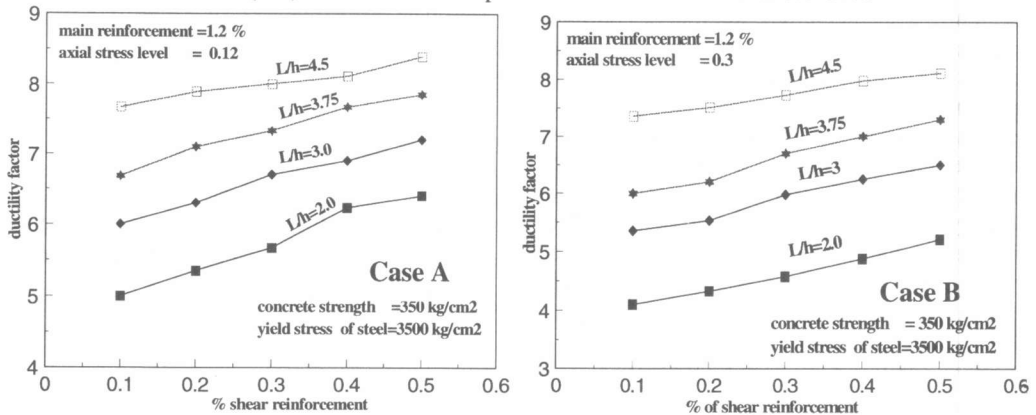 9
8
7
6
5
4
ductility factor
main reinforcement =1.2 %
axial stress level = 0.12
L/h=4.5
L/h=3.75
L/h=3.0
L/h=2.0
Case A
concrete strength =350 kg/cm2
yield stress of steel=3500 kg/cm2
0 0.1 0.2 0.3 0.4 0.5 0.6
% shear reinforcement
9
8
7
6
5
4
3
ductility factor
main reinforcement =1.2 %
axial stress level = 0.3
L/h=4.5
L/h=3.75
L/h=3
L/h=2.0
Case B
concrete strength = 350 kg/cm2
yield stress of steel=3500 kg/cm2
0 0.1 0.2 0.3 0.4 0.5 0.6
% of shear reinforcement